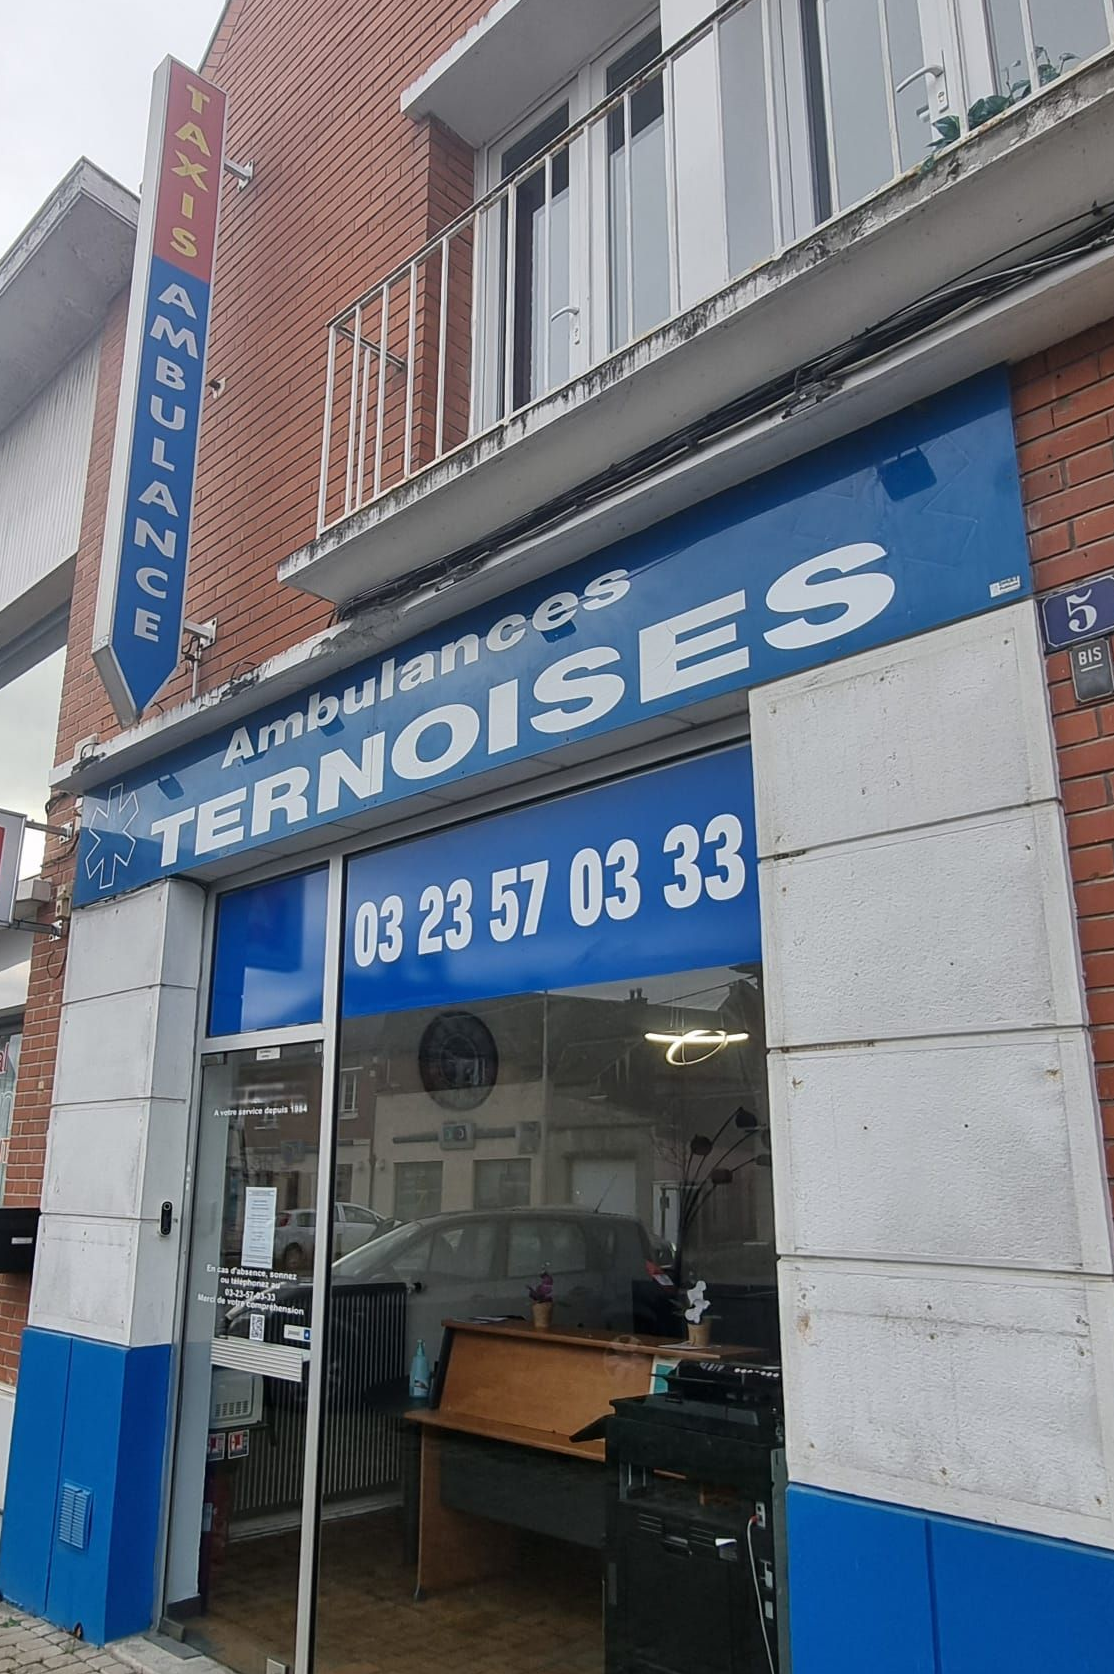 TAXIS AMBULANCE
Ambulances
TERNOISES
5
BIS
03 23 57 03 33
A votre service depuis 1984
En cas d'absence, sonnez
ou téléphonez au
03-23-57-03-33
Merci de votre compréhension